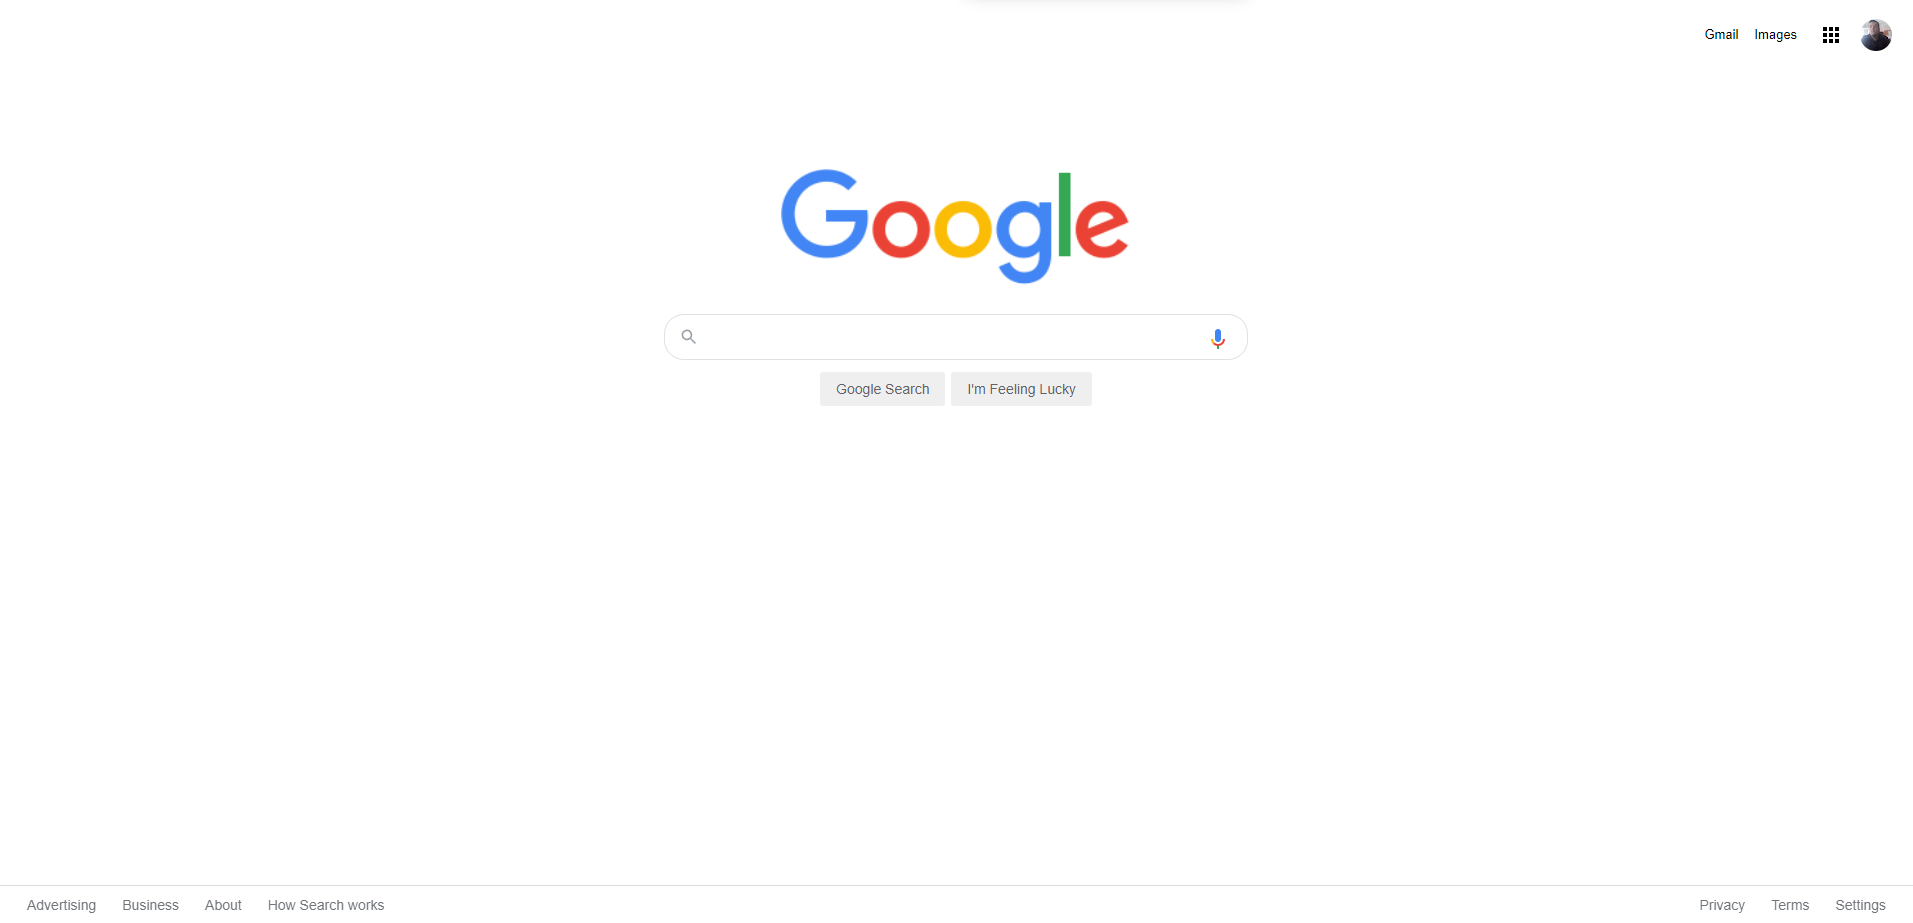 Gmail Images
Google
Google Search I'm Feeling Lucky
Advertising Business About How Search works Privacy Terms Settings